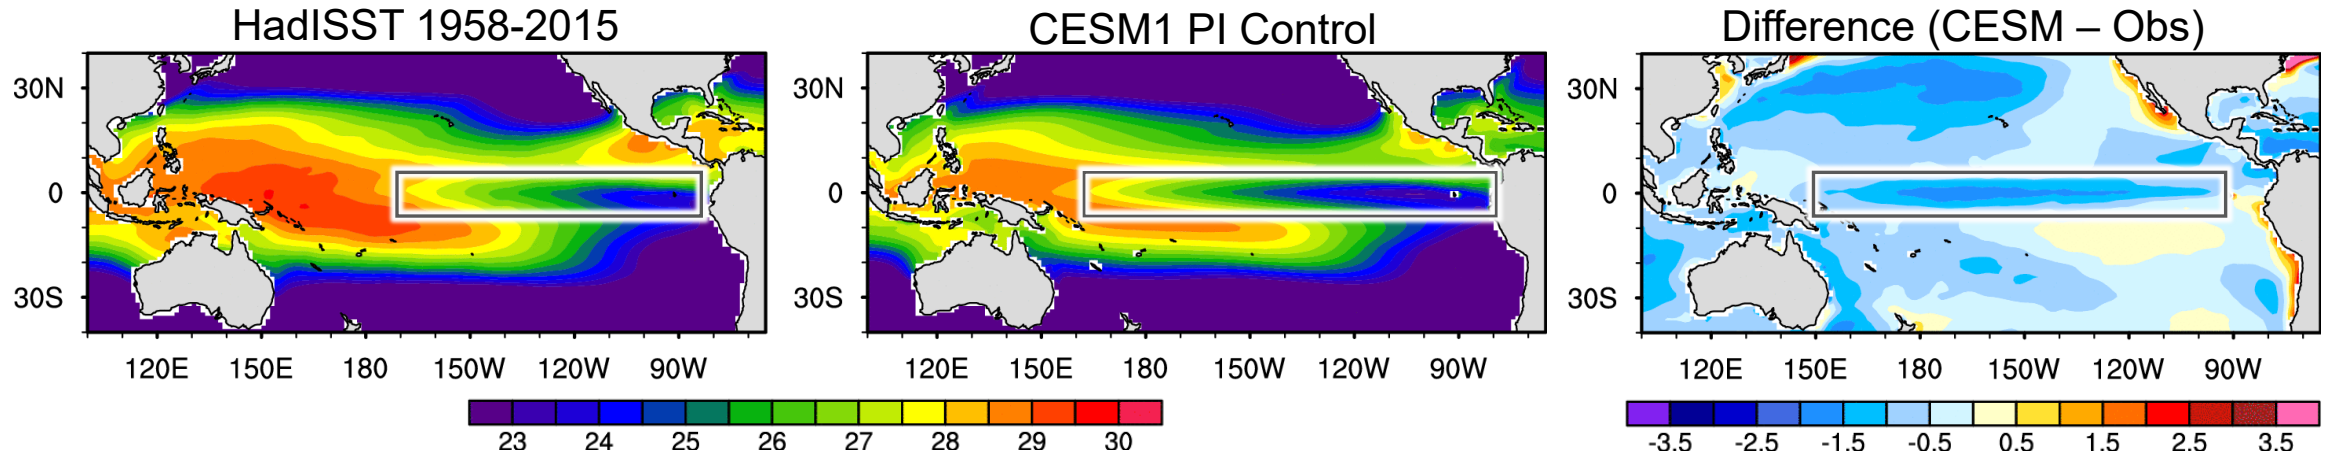 HadISST 1958-2015
CESM1 PI Control
Difference (CESM – Obs)
30N
0
30S
120E 150E 180 150W 120W 90W
30N
0
30S
120E 150E 180 150W 120W 90W
30N
0
30S
120E 150E 180 150W 120W 90W
23 24 25 26 27 28 29 30
-3.5 -2.5 -1.5 -0.5 0.5 1.5 2.5 3.5